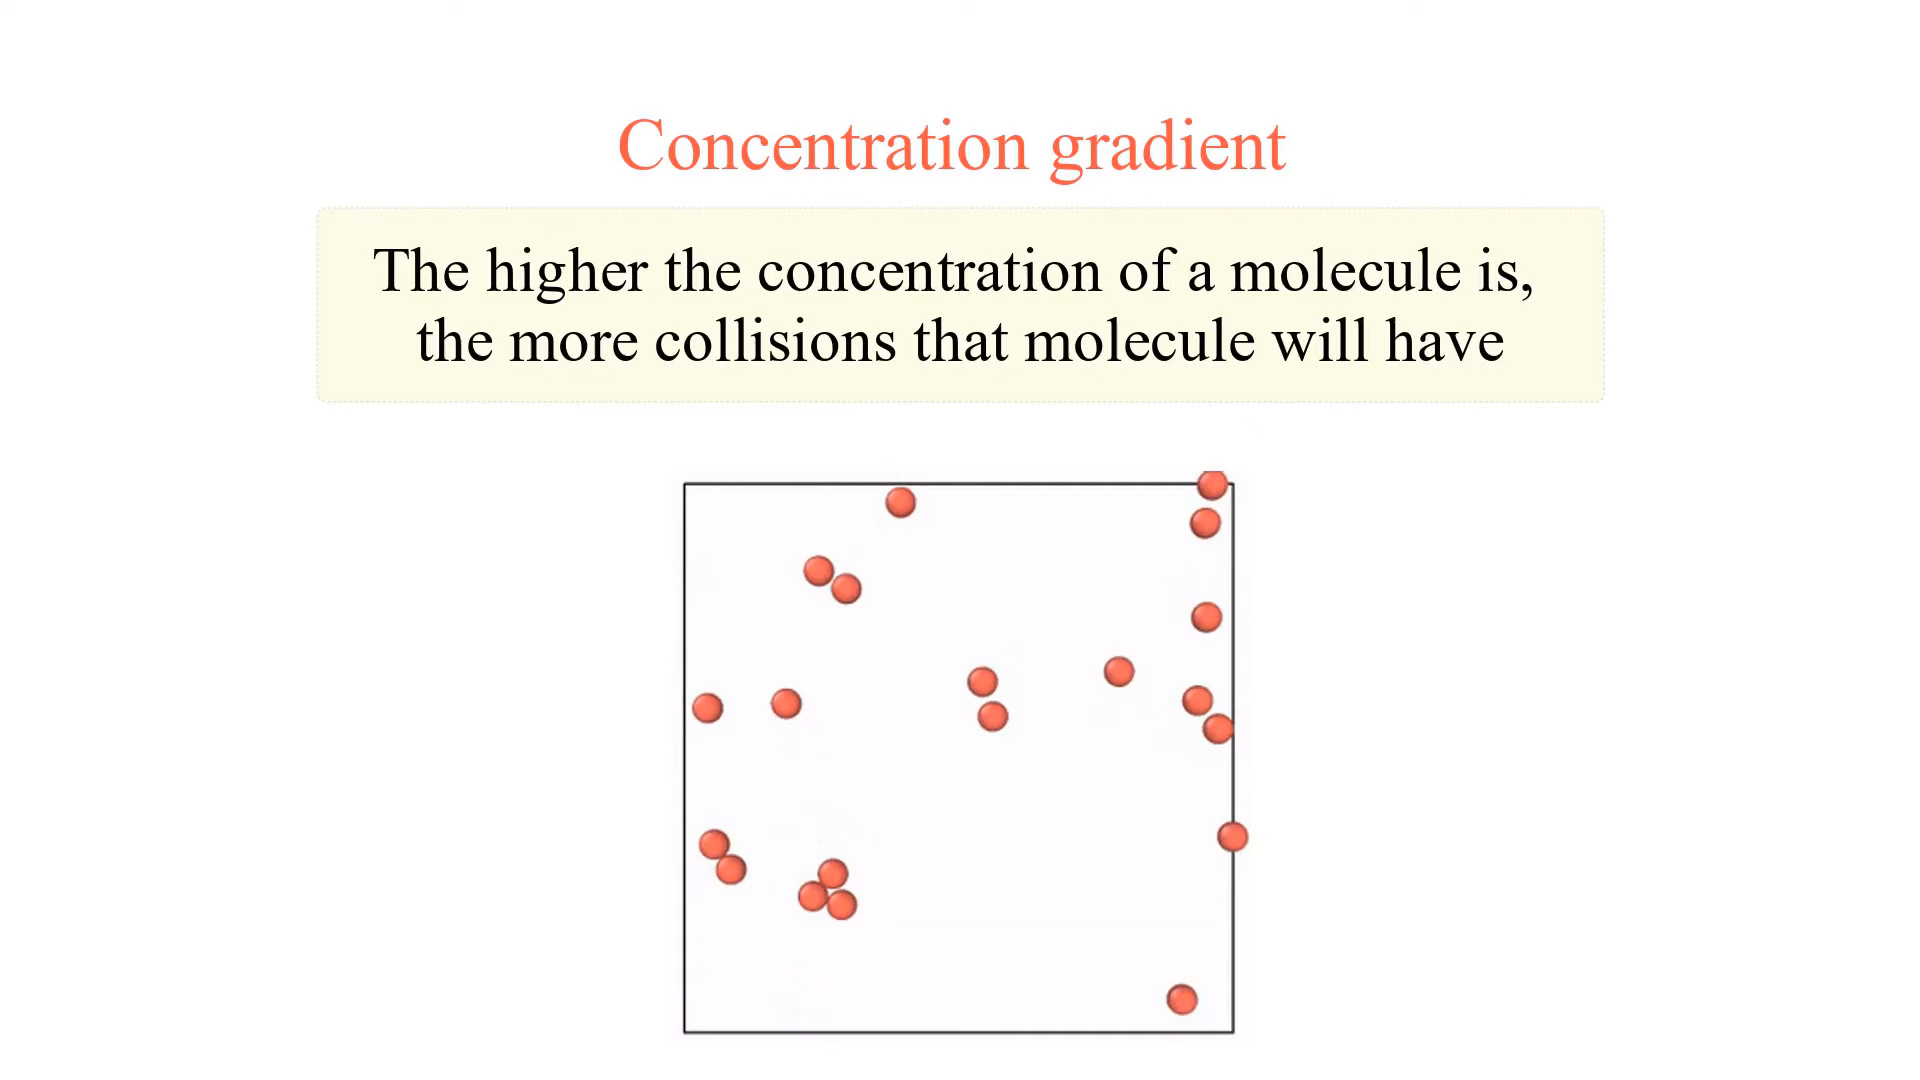 Concentration gradient
The higher the concentration of a molecule is,
the more collisions that molecule will have